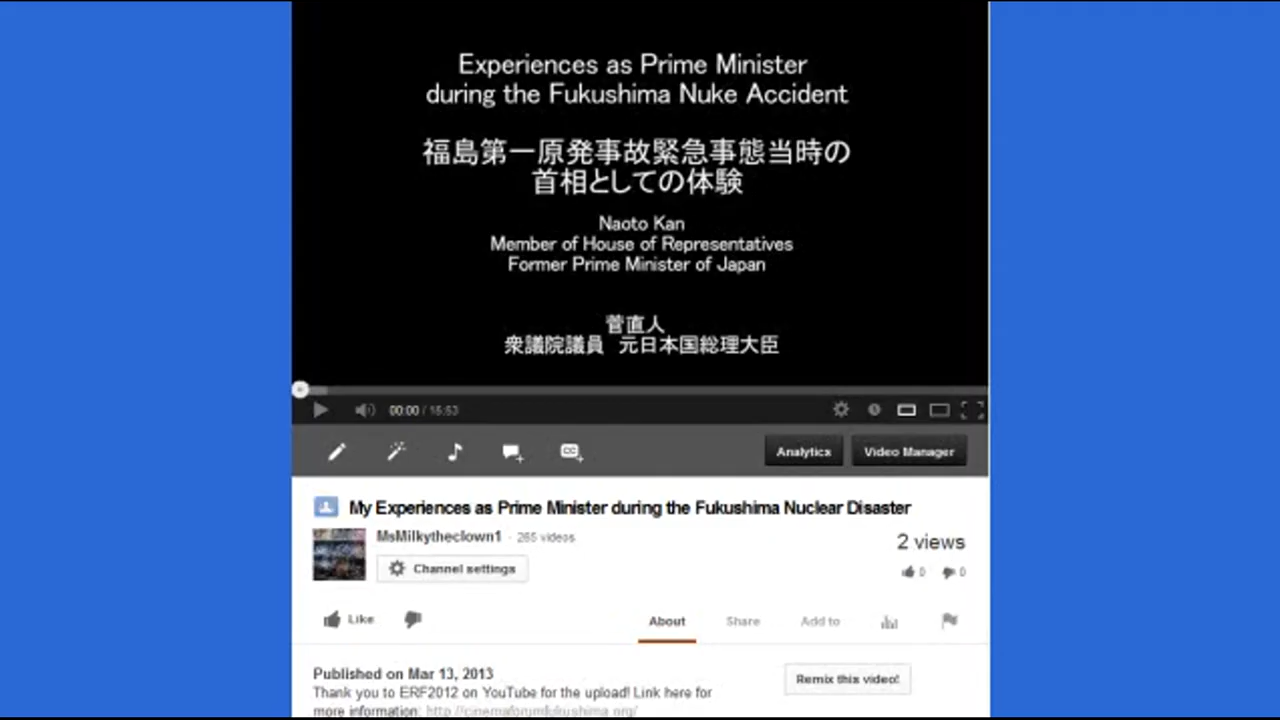 Experiences as Prime Minister
during the Fukushima Nuke Accident
福島第一原発事故緊急事態当時の
首相としての体験
Naoto Kan
Member of House of Representatives
Former Prime Minister of Japan
菅直人
衆議院議員 元日本国総理大臣
00:00 / 15:53
Analytics Video Manager
My Experiences as Prime Minister during the Fukushima Nuclear Disaster
MsMilkytheclown1 · 265 videos
2 views
Channel settings
0 0
Like About Share Add to
Published on Mar 13, 2013
Remix this video!
Thank you to ERF2012 on YouTube for the upload! Link here for
more information: http://cinemaforumfukushima.org/